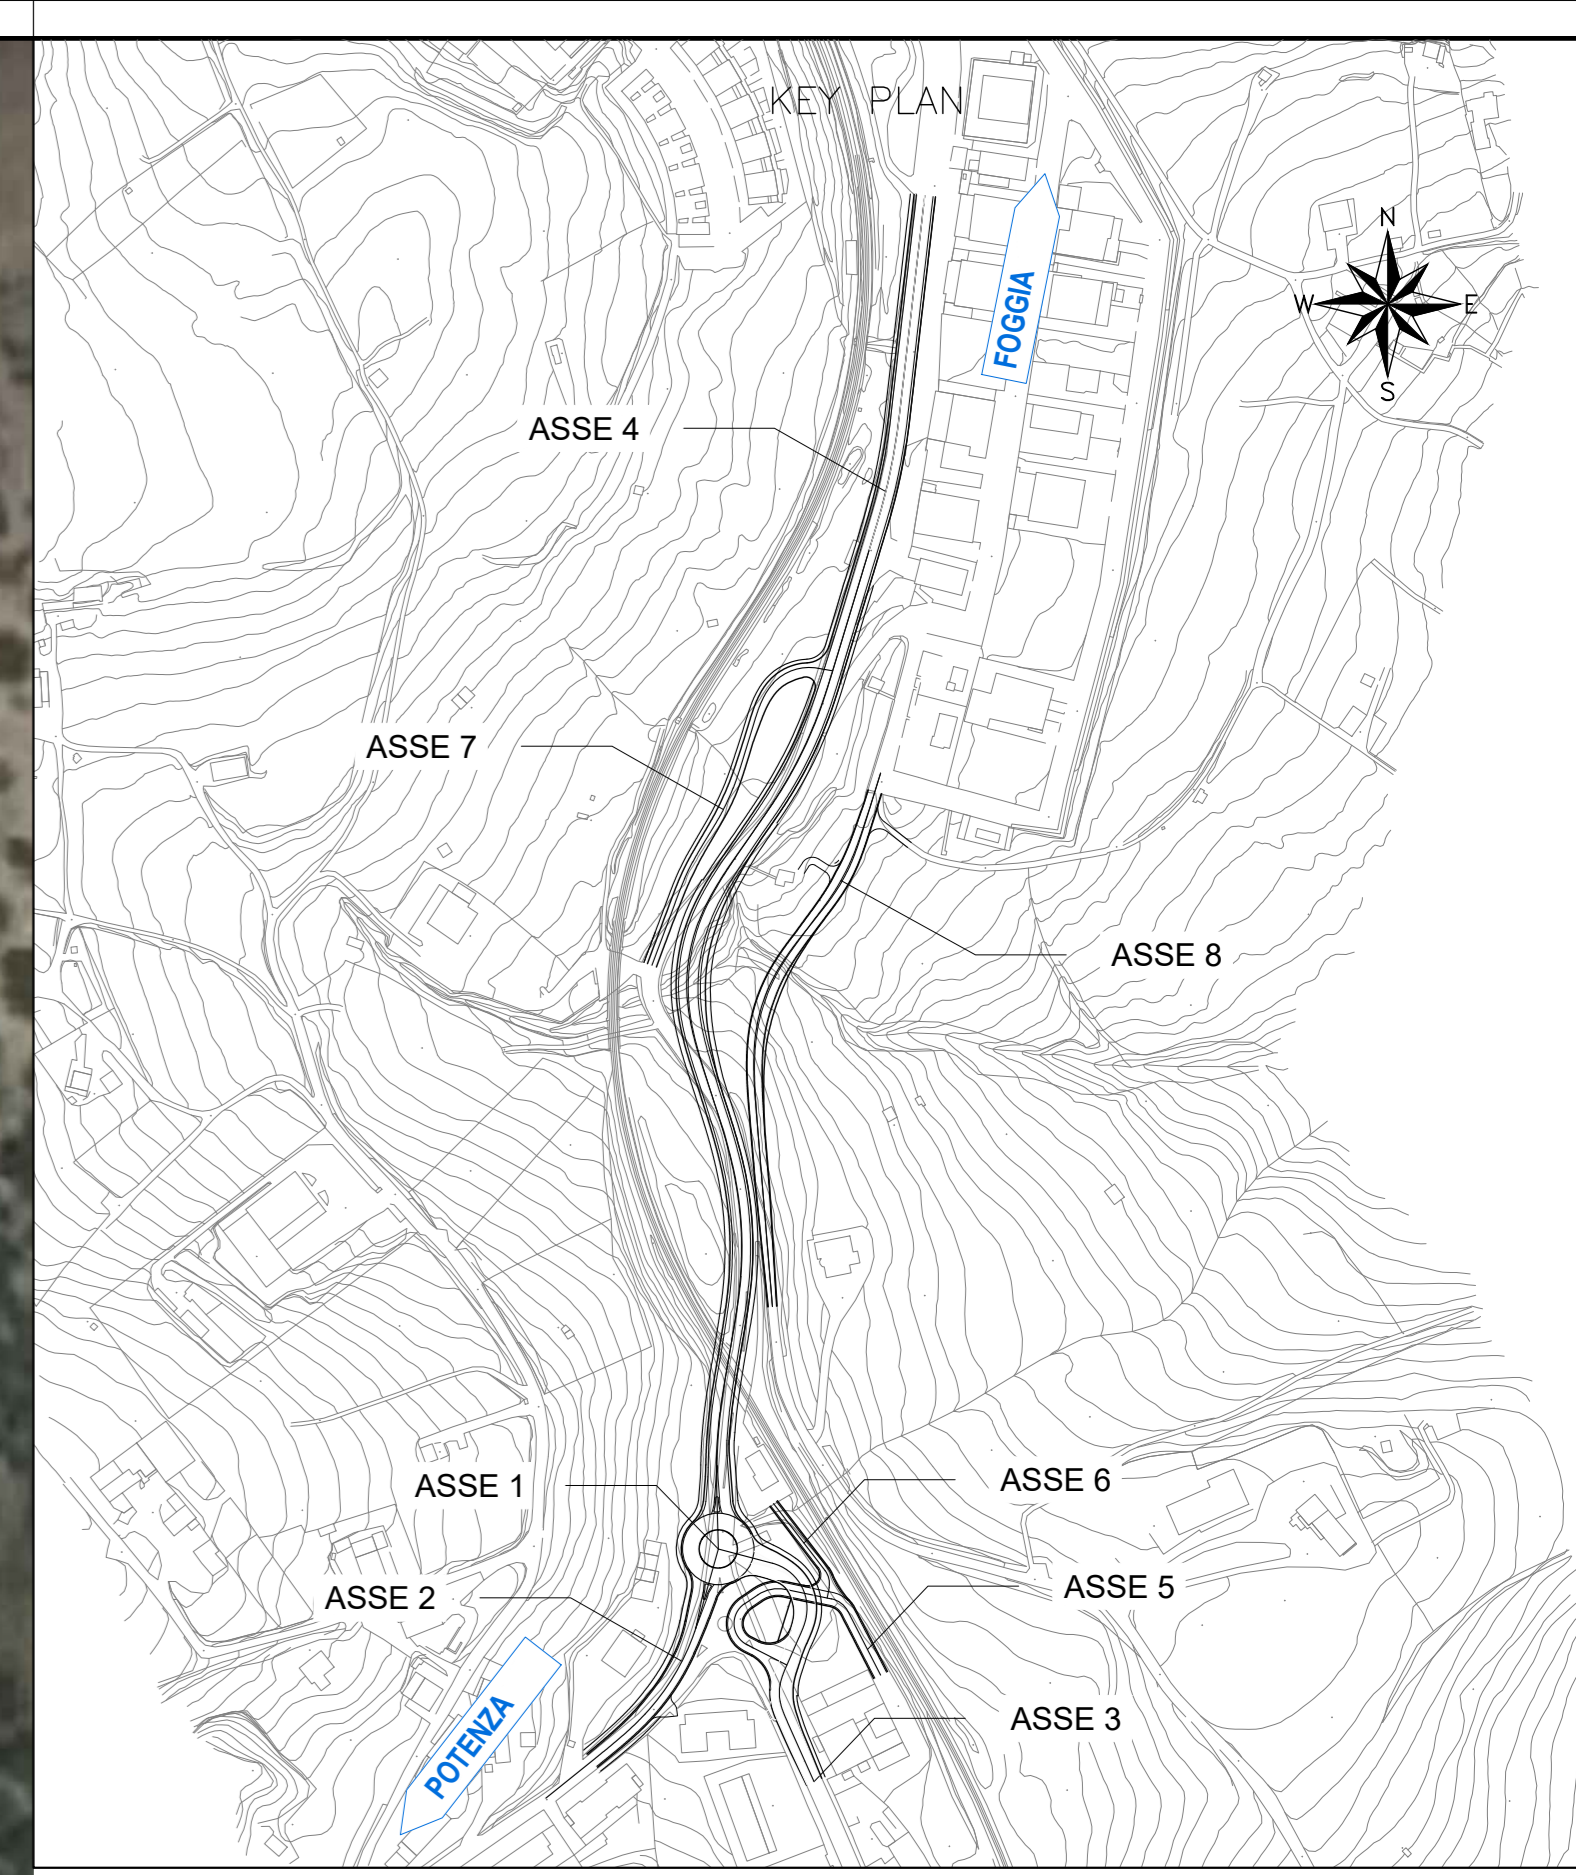 KEY PLAN
N
FOGGIA
W
E
S
ASSE 4
ASSE 7
ASSE 8
ASSE 1
ASSE 6
ASSE 2
ASSE 5
POTENZA
ASSE 3